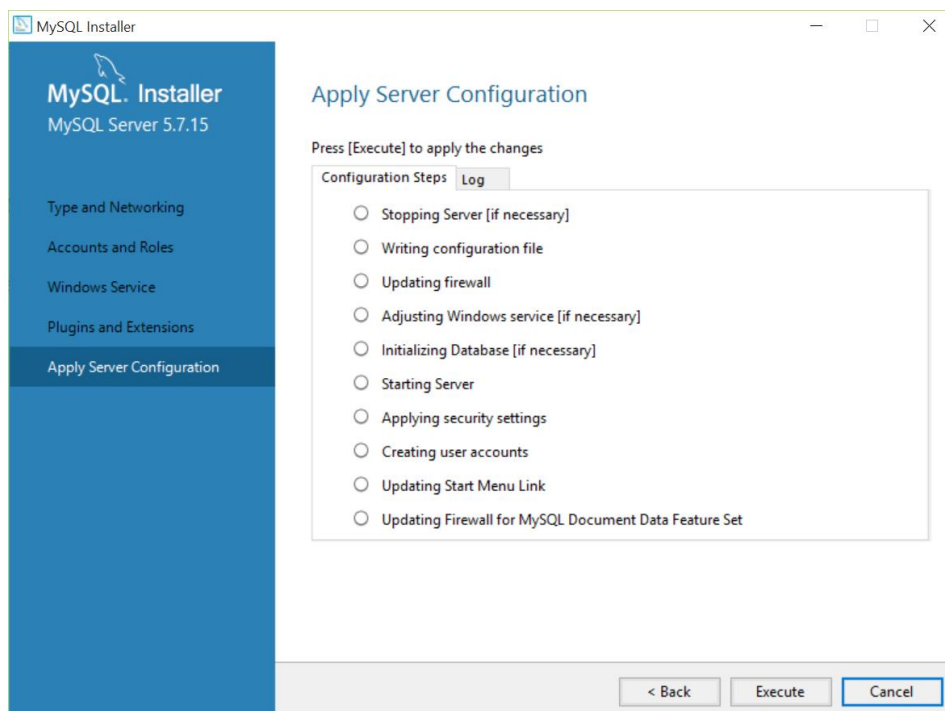 MySQL Installer
MySQL. Installer
MySQL Server 5.7.15
Type and Networking
Accounts and Roles
Windows Service
Plugins and Extensions
Apply Server Configuration
Apply Server Configuration
Press [Execute] to apply the changes
Configuration Steps Log
Stopping Server [if necessary]
Writing configuration file
Updating firewall
Adjusting Windows service [if necessary]
Initializing Database [if necessary]
Starting Server
Applying security settings
Creating user accounts
Updating Start Menu Link
Updating Firewall for MySQL Document Data Feature Set
< Back Execute Cancel